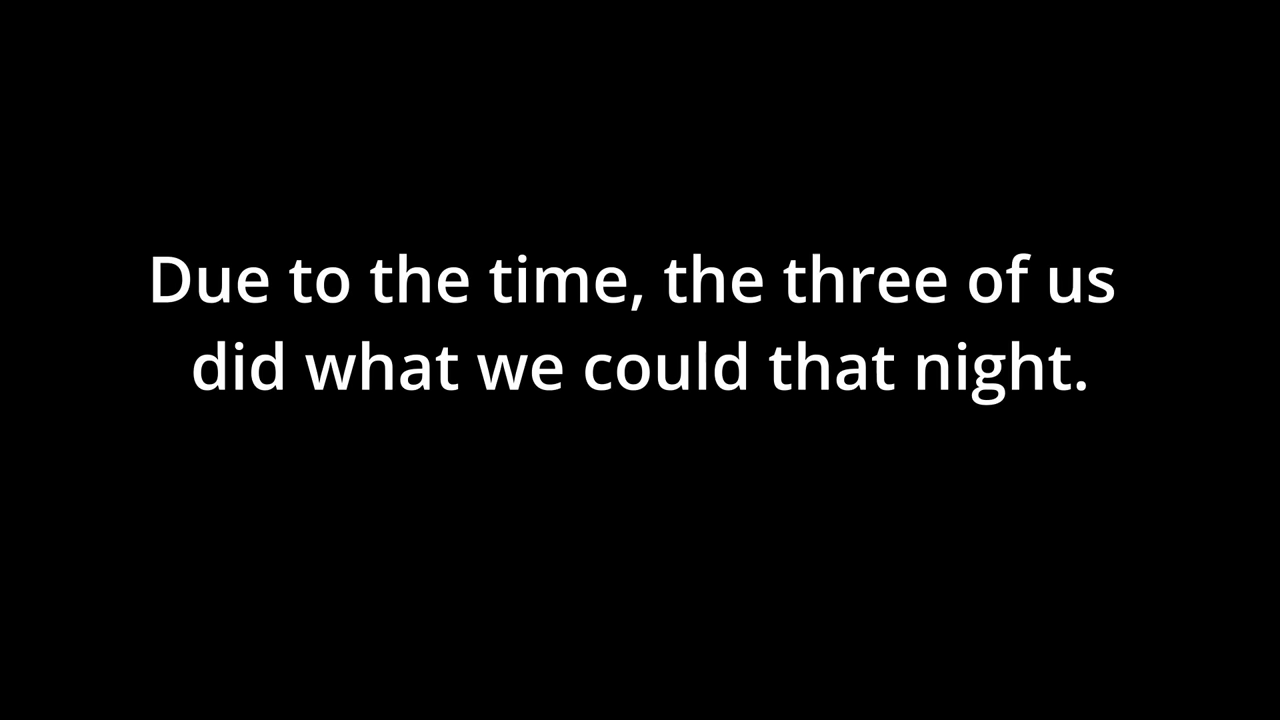 Due to the time, the three of us
did what we could that night.